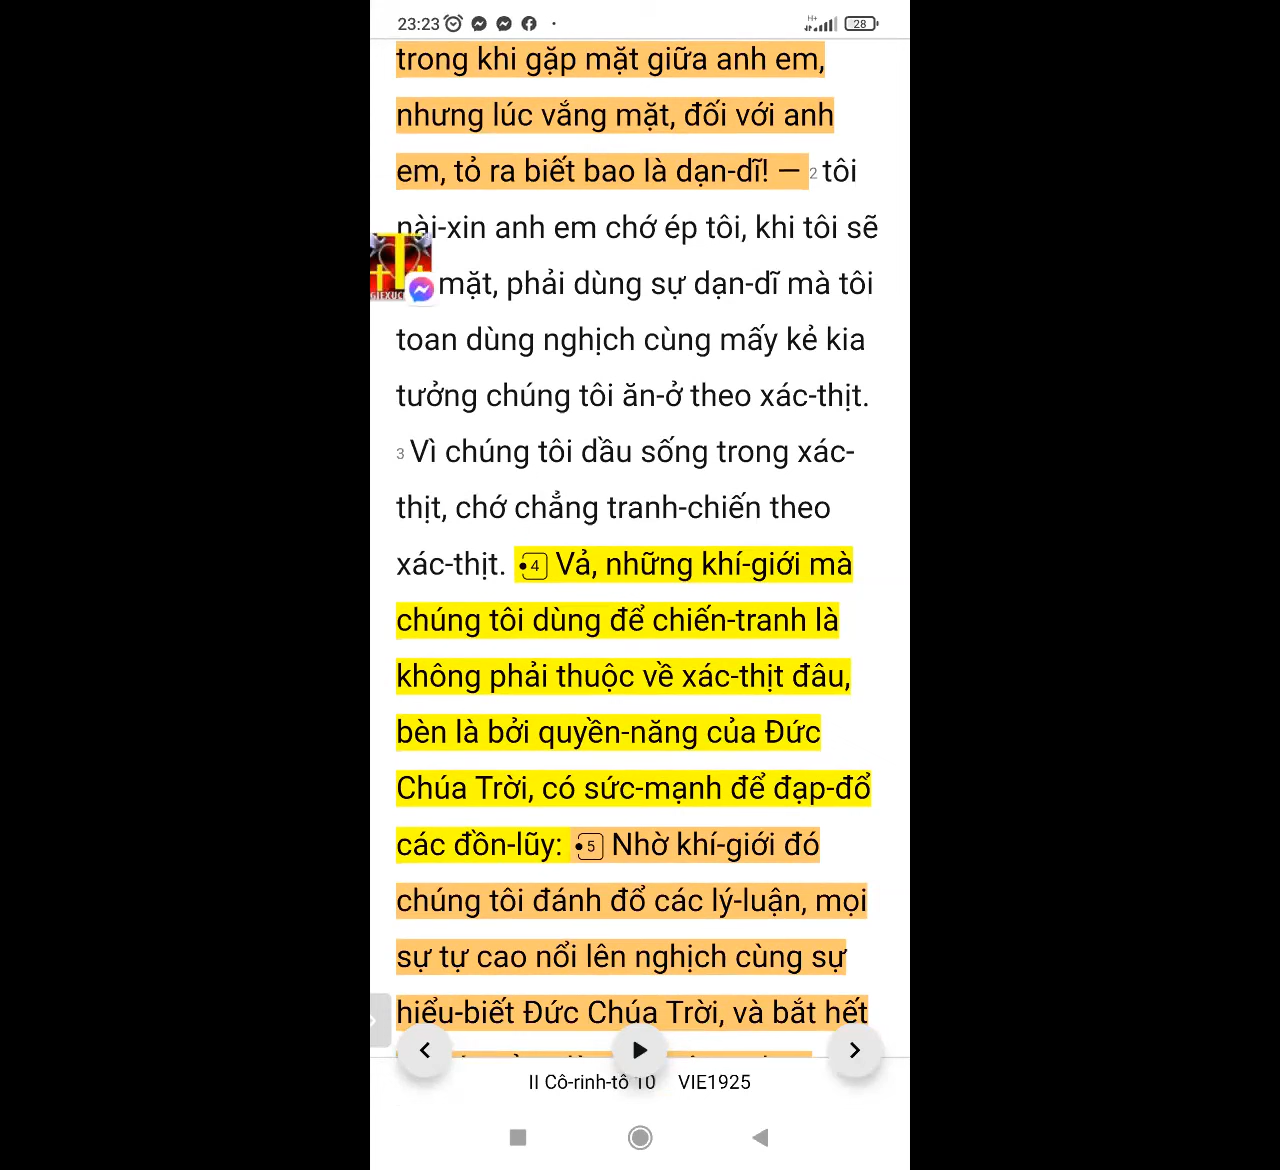 23:23
H+
28
trong khi gặp mặt giữa anh em,
nhưng lúc vắng mặt, đối với anh
em, tỏ ra biết bao là dạn-dĩ! — 2 tôi
nài-xin anh em chớ ép tôi, khi tôi sẽ
mặt, phải dùng sự dạn-dĩ mà tôi
toan dùng nghịch cùng mấy kẻ kia
tưởng chúng tôi ăn-ở theo xác-thịt.
3 Vì chúng tôi dầu sống trong xác-
thịt, chớ chẳng tranh-chiến theo
xác-thịt. 4 Vả, những khí-giới mà
chúng tôi dùng để chiến-tranh là
không phải thuộc về xác-thịt đâu,
bèn là bởi quyền-năng của Đức
Chúa Trời, có sức-mạnh để đạp-đổ
các đồn-lũy: 5 Nhờ khí-giới đó
chúng tôi đánh đổ các lý-luận, mọi
sự tự cao nổi lên nghịch cùng sự
hiểu-biết Đức Chúa Trời, và bắt hết
II Cô-rinh-tô 10 VIE1925